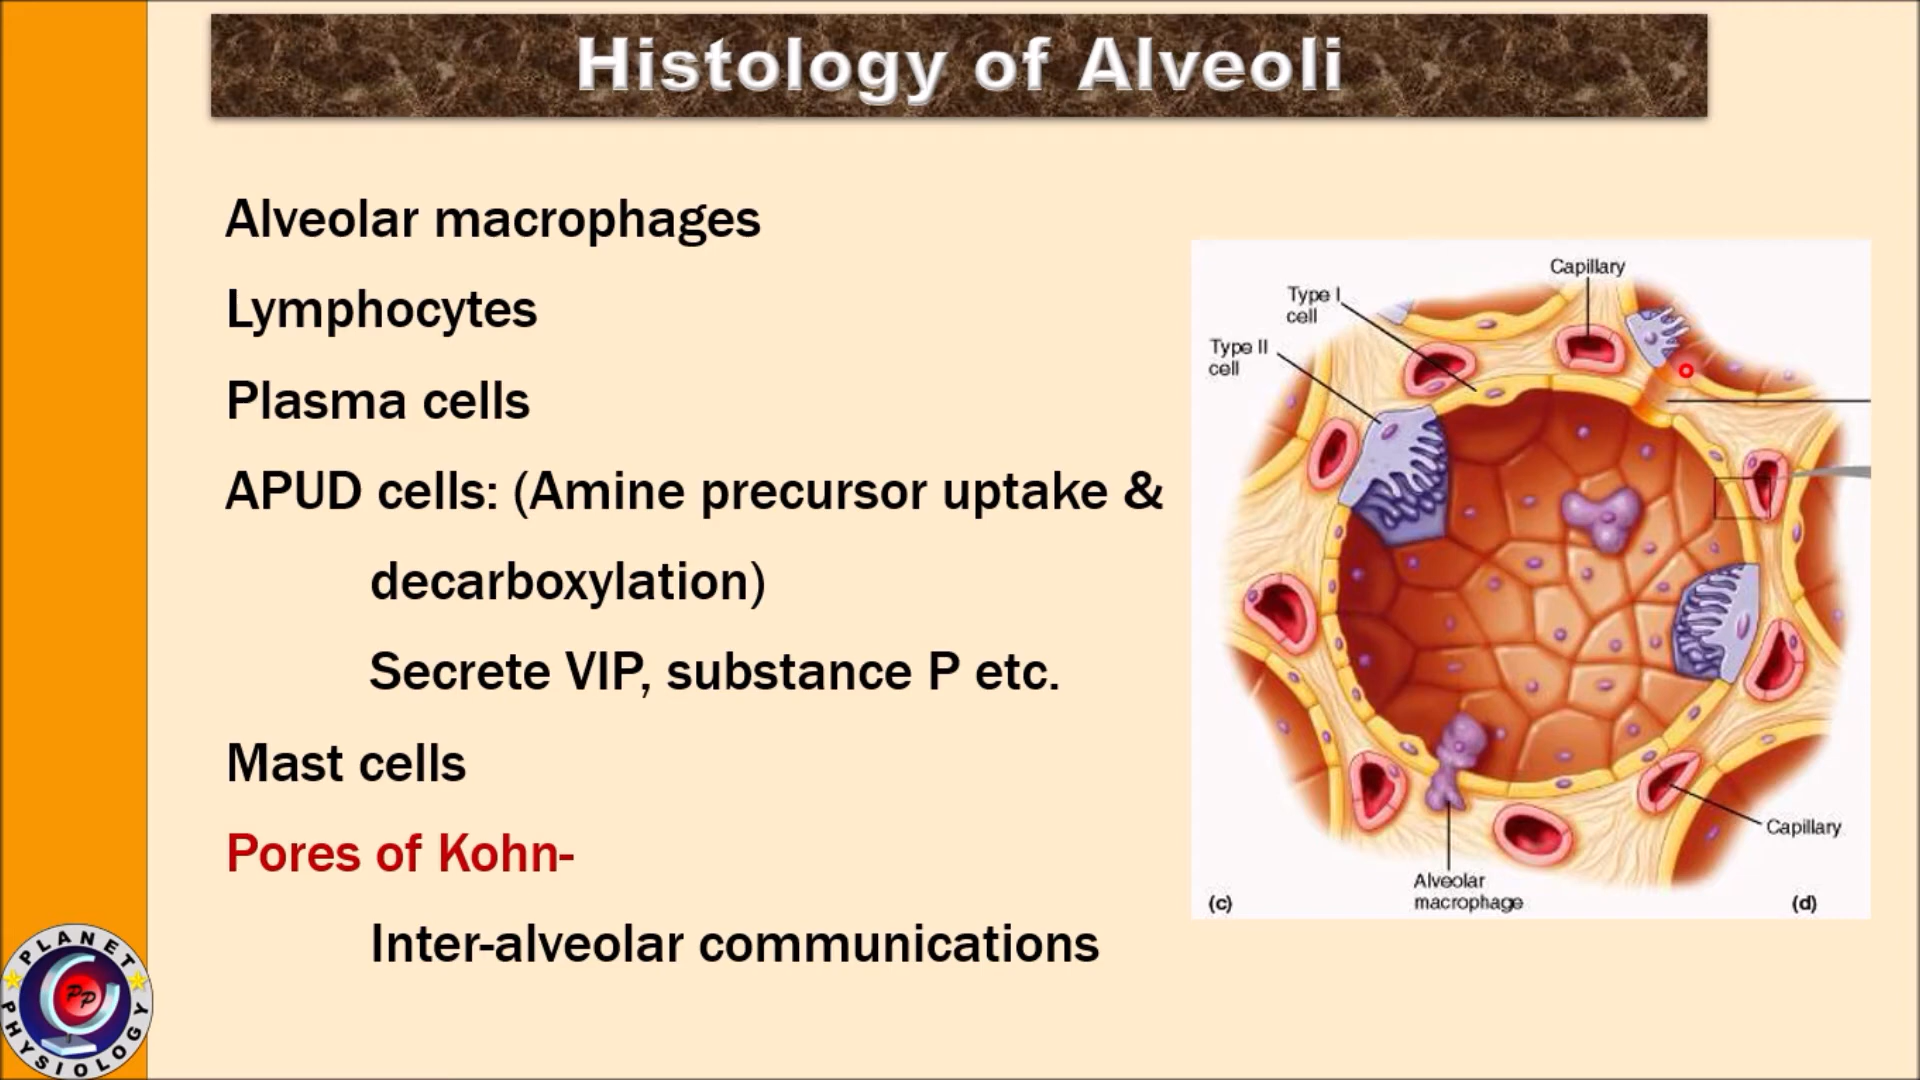 Histology of Alveoli
Alveolar macrophages
Lymphocytes
Plasma cells
APUD cells: (Amine precursor uptake &
decarboxylation)
Secrete VIP, substance P etc.
Mast cells
Pores of Kohn-
Inter-alveolar communications
Capillary
Type I
cell
Type II
cell
Capillary
Alveolar
macrophage
(c)
(d)
PLANET
PP
PHYSIOLOGY